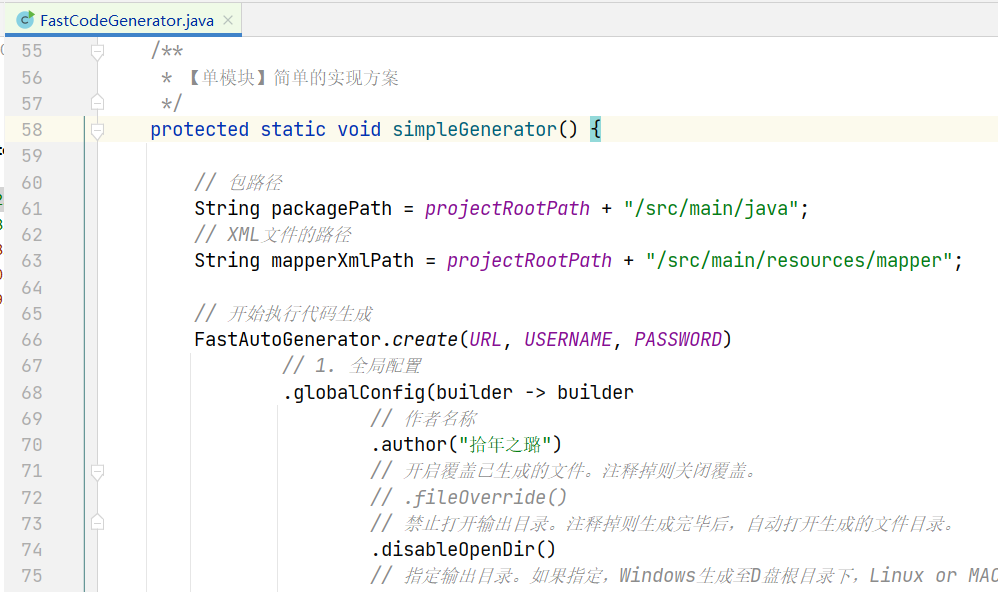 FastCodeGenerator.java
55 /**
56 * 【单模块】简单的实现方案
57 */
58 protected static void simpleGenerator() {
59
60 // 包路径
61 String packagePath = projectRootPath + "/src/main/java";
62 // XML文件的路径
63 String mapperXmlPath = projectRootPath + "/src/main/resources/mapper";
64
65 // 开始执行代码生成
66 FastAutoGenerator.create(URL, USERNAME, PASSWORD)
67 // 1. 全局配置
68 .globalConfig(builder -> builder
69 // 作者名称
70 .author("拾年之璐")
71 // 开启覆盖已生成的文件。注释掉则关闭覆盖。
72 // .fileOverride()
73 // 禁止打开输出目录。注释掉则生成完毕后，自动打开生成的文件目录。
74 .disableOpenDir()
75 // 指定输出目录。如果指定，Windows生成至D盘根目录下，Linux or MAC